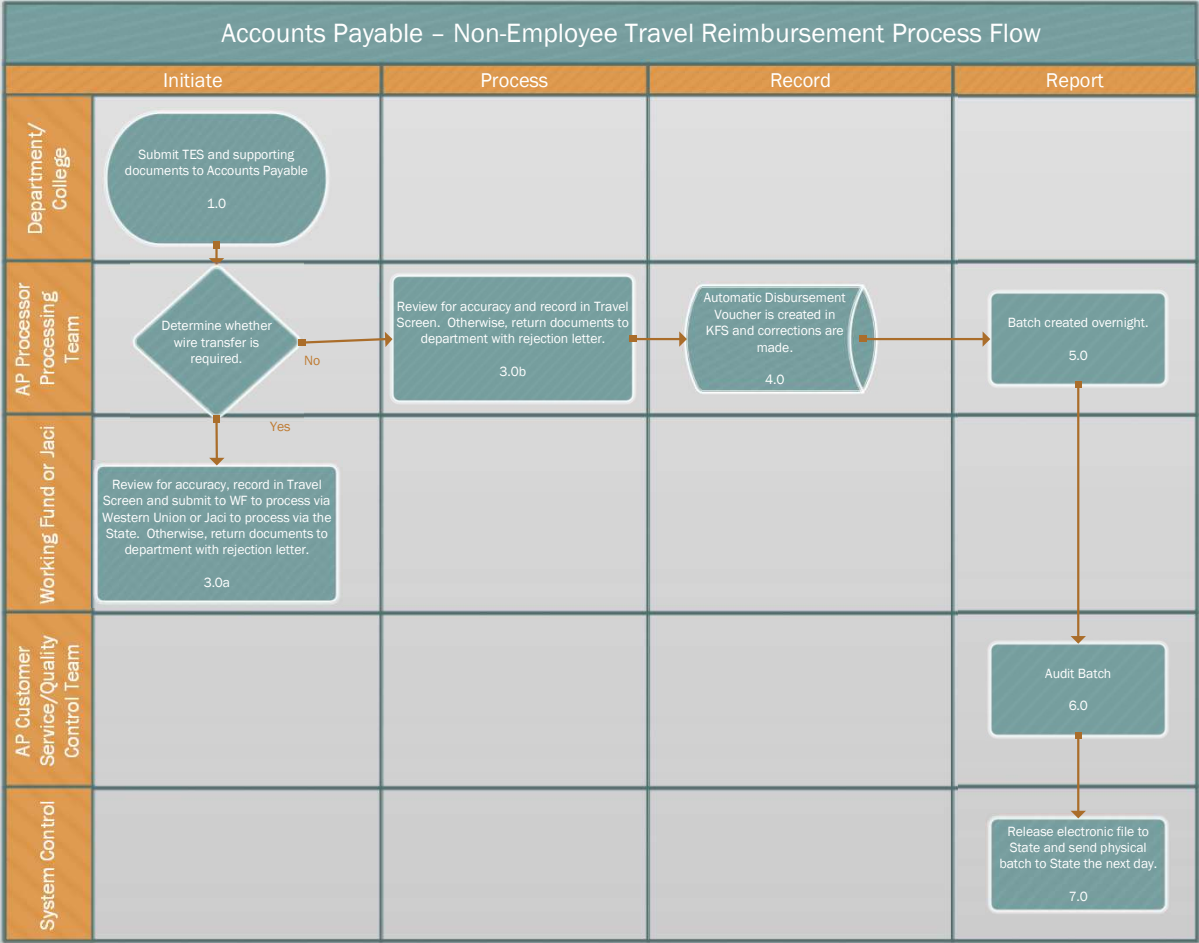 Accounts Payable – Non-Employee Travel Reimbursement Process Flow
Initiate
Process
Record
Report
Department/
College
Submit TES and supporting
documents to Accounts Payable
1.0
AP Processor
Processing
Team
Determine whether
wire transfer is
required.
No
Yes
Review for accuracy and record in Travel
Screen. Otherwise, return documents to
department with rejection letter.
3.0b
Automatic Disbursement
Voucher is created in
KFS and corrections are
made.
4.0
Batch created overnight.
5.0
Working Fund or Jaci
Review for accuracy, record in Travel
Screen and submit to WF to process via
Western Union or Jaci to process via the
State. Otherwise, return documents to
department with rejection letter.
3.0a
AP Customer
Service/Quality
Control Team
Audit Batch
6.0
System Control
Release electronic file to
State and send physical
batch to State the next day.
7.0